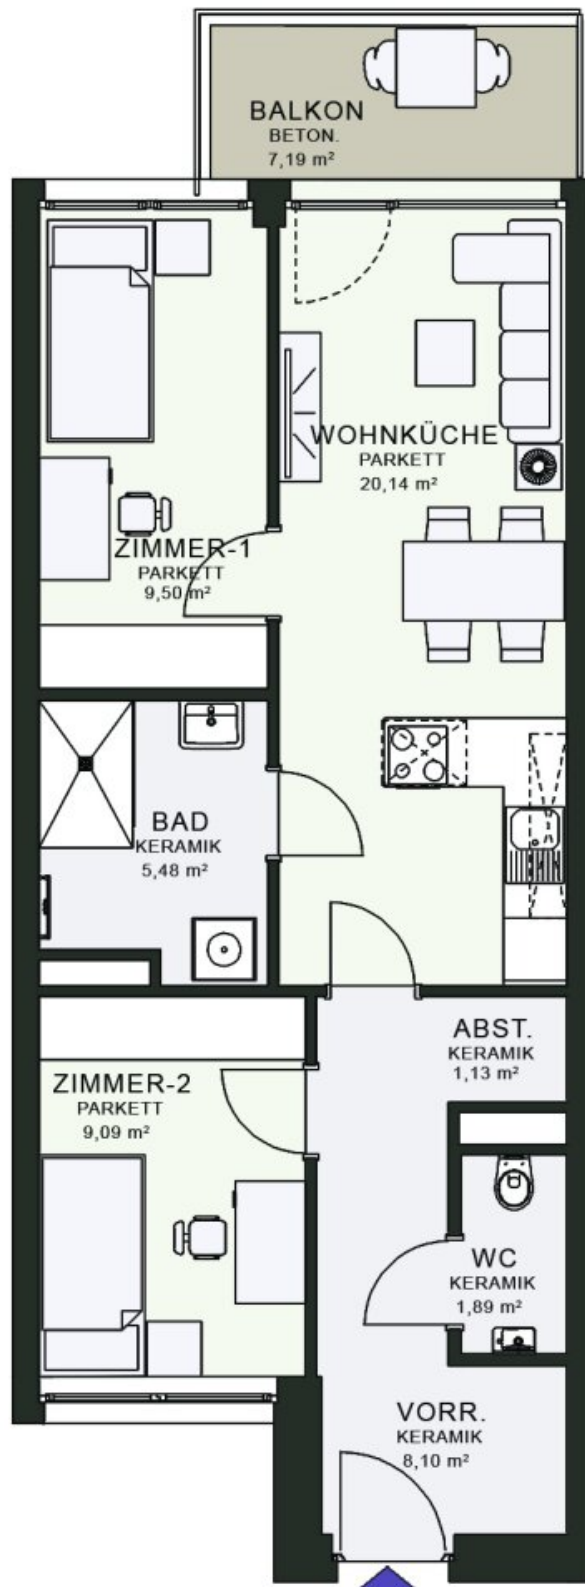 BALKON
BETON.
7,19 m²
WOHNKÜCHE
PARKETT
20,14 m²
ZIMMER-1
PARKETT
9,50 m²
BAD
KERAMIK
5,48 m²
ABST.
KERAMIK
1,13 m²
ZIMMER-2
PARKETT
9,09 m²
WC
KERAMIK
1,89 m²
VORR.
KERAMIK
8,10 m²